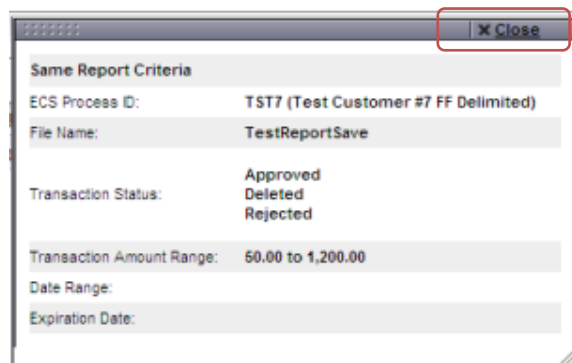 x Close
Same Report Criteria
ECS Process ID: TST7 (Test Customer #7 FF Delimited)
File Name: TestReportSave
Transaction Status: Approved
Deleted
Rejected
Transaction Amount Range: 50.00 to 1,200.00
Date Range:
Expiration Date: